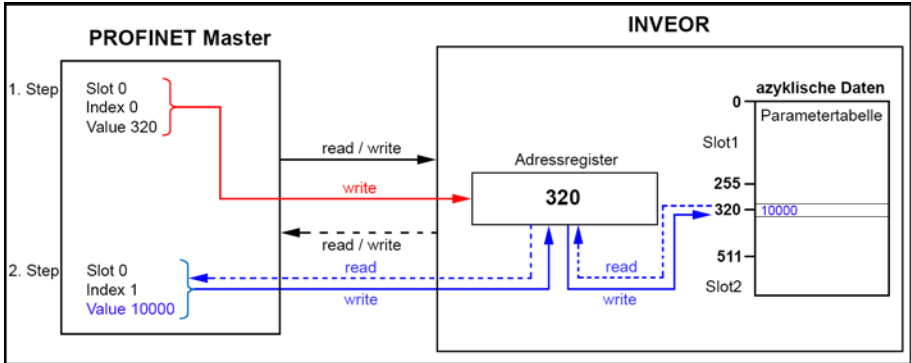 PROFINET Master
INVEOR
1. Step
Slot 0
Index 0
Value 320
read / write
write
read / write
2. Step
Slot 0
Index 1
Value 10000
read
write
Adressregister
320
read
write
azyklische Daten
0
Parametertabelle
Slot1
255
320
10000
511
Slot2